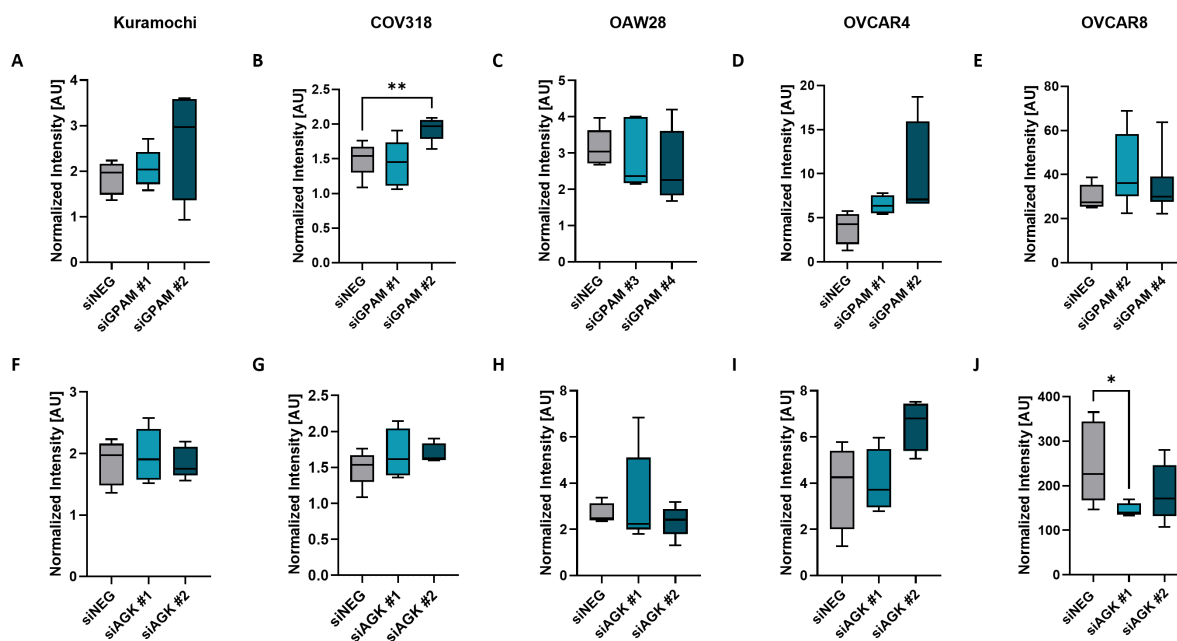 Kuramochi COV318 OAW28 OVCAR4 OVCAR8
A B C D E
Normalized Intensity [AU]
4
3
2
1
0
siNEG siGPAM #1 siGPAM #2
Normalized Intensity [AU]
2.5
2.0
1.5
1.0
0.5
0.0
**
siNEG siGPAM #1 siGPAM #2
Normalized Intensity [AU]
5
4
3
2
1
0
siNEG siGPAM #3 siGPAM #4
Normalized Intensity [AU]
20
15
10
5
0
siNEG siGPAM #1 siGPAM #2
Normalized Intensity [AU]
80
60
40
20
0
siNEG siGPAM #2 siGPAM #4
F G H I J
Normalized Intensity [AU]
3
2
1
0
siNEG siAGK #1 siAGK #2
Normalized Intensity [AU]
2.5
2.0
1.5
1.0
0.5
0.0
siNEG siAGK #1 siAGK #2
Normalized Intensity [AU]
8
6
4
2
0
siNEG siAGK #1 siAGK #2
Normalized Intensity [AU]
8
6
4
2
0
siNEG siAGK #1 siAGK #2
Normalized Intensity [AU]
400
300
250
200
150
100
50
0
*
siNEG siAGK #1 siAGK #2